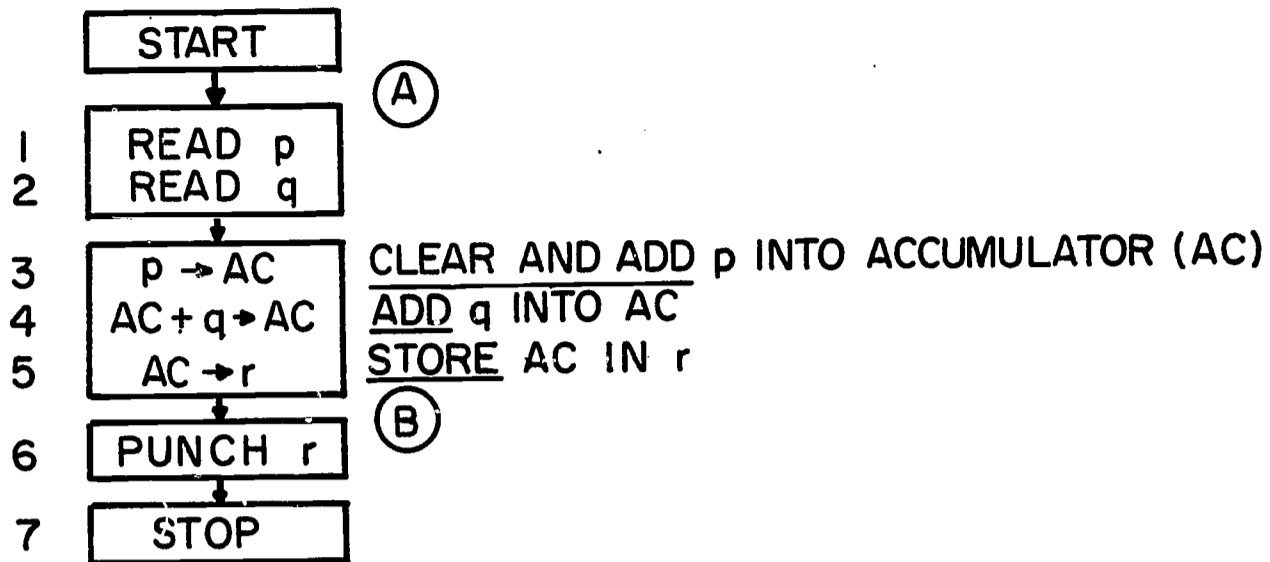 START
A
1 READ p
2 READ q
3 p → AC CLEAR AND ADD p INTO ACCUMULATOR (AC)
4 AC + q → AC ADD q INTO AC
5 AC → r STORE AC IN r
B
6 PUNCH r
7 STOP